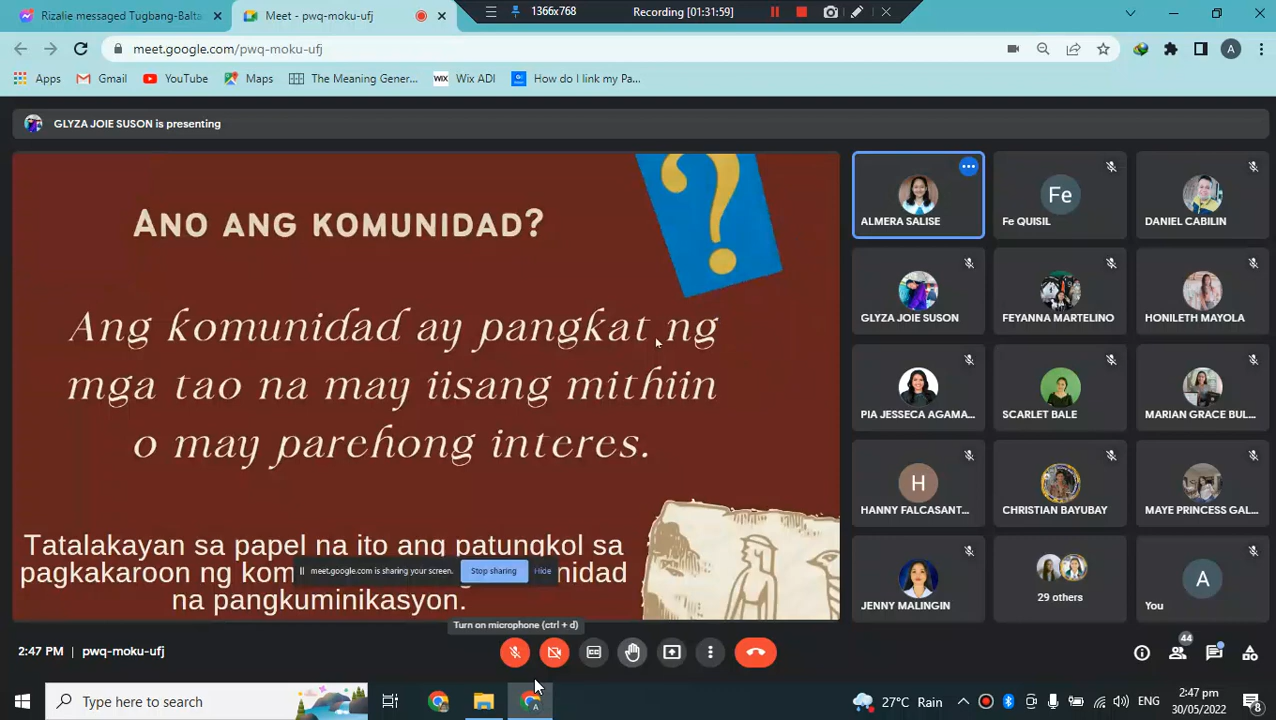 Rizalie messaged Tugbang-Balta
Meet - pwq-moku-ufj
1366x768
Recording [01:31:59]
meet.google.com/pwq-moku-ufj
A
Apps
Gmail
YouTube
Maps
The Meaning Gener...
WIX
Wix ADI
How do I link my Pa...
GLYZA JOIE SUSON is presenting
ANO ANG KOMUNIDAD?
?
Ang komunidad ay pangkat ng
mga tao na may iisang mithiin
o may parehong interes.
Tatalakayan sa papel na ito ang patungkol sa
pagkakaroon ng kom
nidad
na pangkuminikasyon.
meet.google.com is sharing your screen.
Stop sharing
Hide
Turn on microphone (ctrl + d)
ALMERA SALISE
Fe
Fe QUISIL
DANIEL CABILIN
GLYZA JOIE SUSON
FEYANNA MARTELINO
HONILETH MAYOLA
PIA JESSECA AGAMA...
SCARLET BALE
MARIAN GRACE BUL...
H
HANNY FALCASANT...
CHRISTIAN BAYUBAY
MAYE PRINCESS GAL...
JENNY MALINGIN
29 others
A
You
2:47 PM
pwq-moku-ufj
44
Type here to search
27°C Rain
ENG
2:47 pm
30/05/2022
8